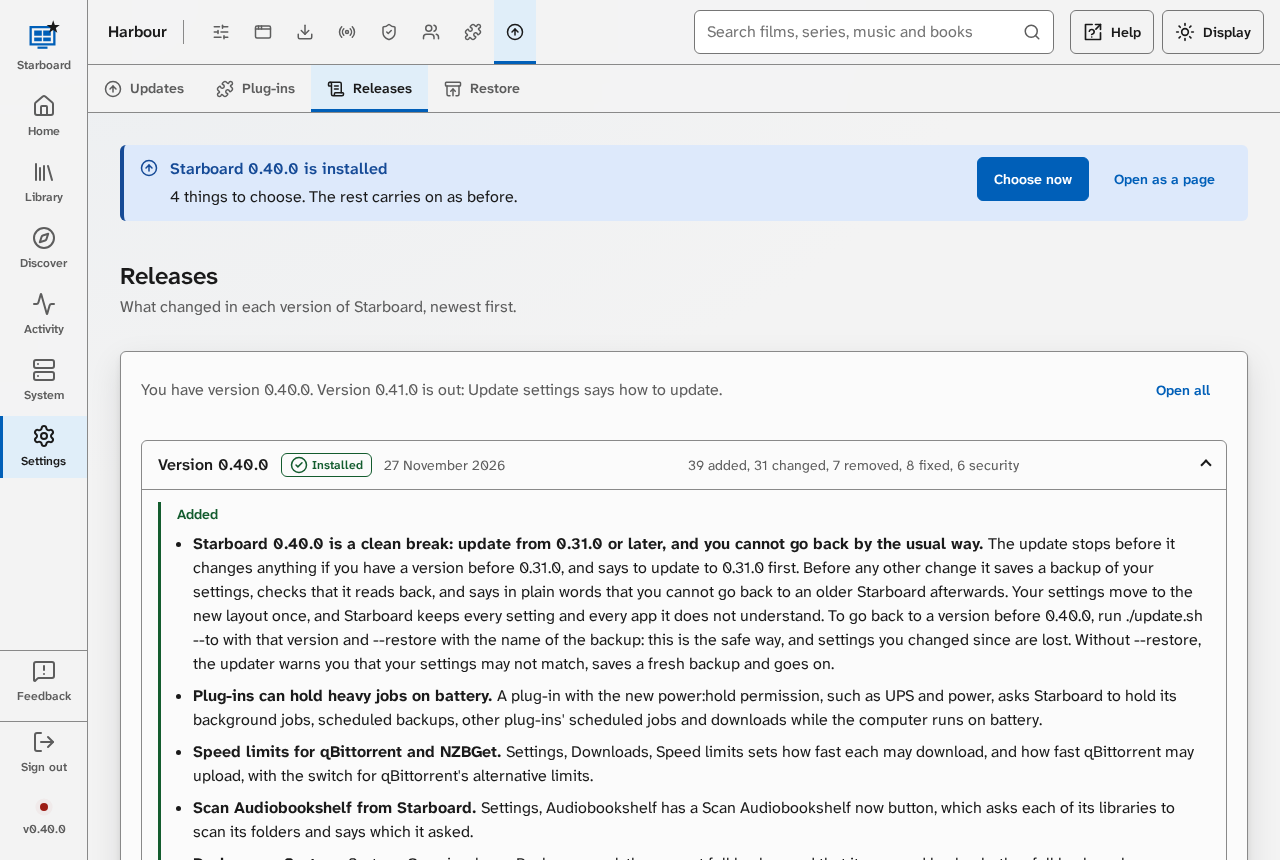 Starboard
Home
Library
Discover
Activity
System
Settings
Feedback
Sign out
v0.40.0
Harbour
Search films, series, music and books
Help
Display
Updates
Plug-ins
Releases
Restore
Starboard 0.40.0 is installed
4 things to choose. The rest carries on as before.
Choose now
Open as a page
Releases
What changed in each version of Starboard, newest first.
You have version 0.40.0. Version 0.41.0 is out: Update settings says how to update.
Open all
Version 0.40.0
Installed
27 November 2026
39 added, 31 changed, 7 removed, 8 fixed, 6 security
Added
Starboard 0.40.0 is a clean break: update from 0.31.0 or later, and you cannot go back by the usual way. The update stops before it
changes anything if you have a version before 0.31.0, and says to update to 0.31.0 first. Before any other change it saves a backup of your
settings, checks that it reads back, and says in plain words that you cannot go back to an older Starboard afterwards. Your settings move to the
new layout once, and Starboard keeps every setting and every app it does not understand. To go back to a version before 0.40.0, run ./update.sh
--to with that version and --restore with the name of the backup: this is the safe way, and settings you changed since are lost. Without --restore,
the updater warns you that your settings may not match, saves a fresh backup and goes on.
Plug-ins can hold heavy jobs on battery. A plug-in with the new power:hold permission, such as UPS and power, asks Starboard to hold its
background jobs, scheduled backups, other plug-ins' scheduled jobs and downloads while the computer runs on battery.
Speed limits for qBittorrent and NZBGet. Settings, Downloads, Speed limits sets how fast each may download, and how fast qBittorrent may
upload, with the switch for qBittorrent's alternative limits.
Scan Audiobookshelf from Starboard. Settings, Audiobookshelf has a Scan Audiobookshelf now button, which asks each of its libraries to
scan its folders and says which it asked.